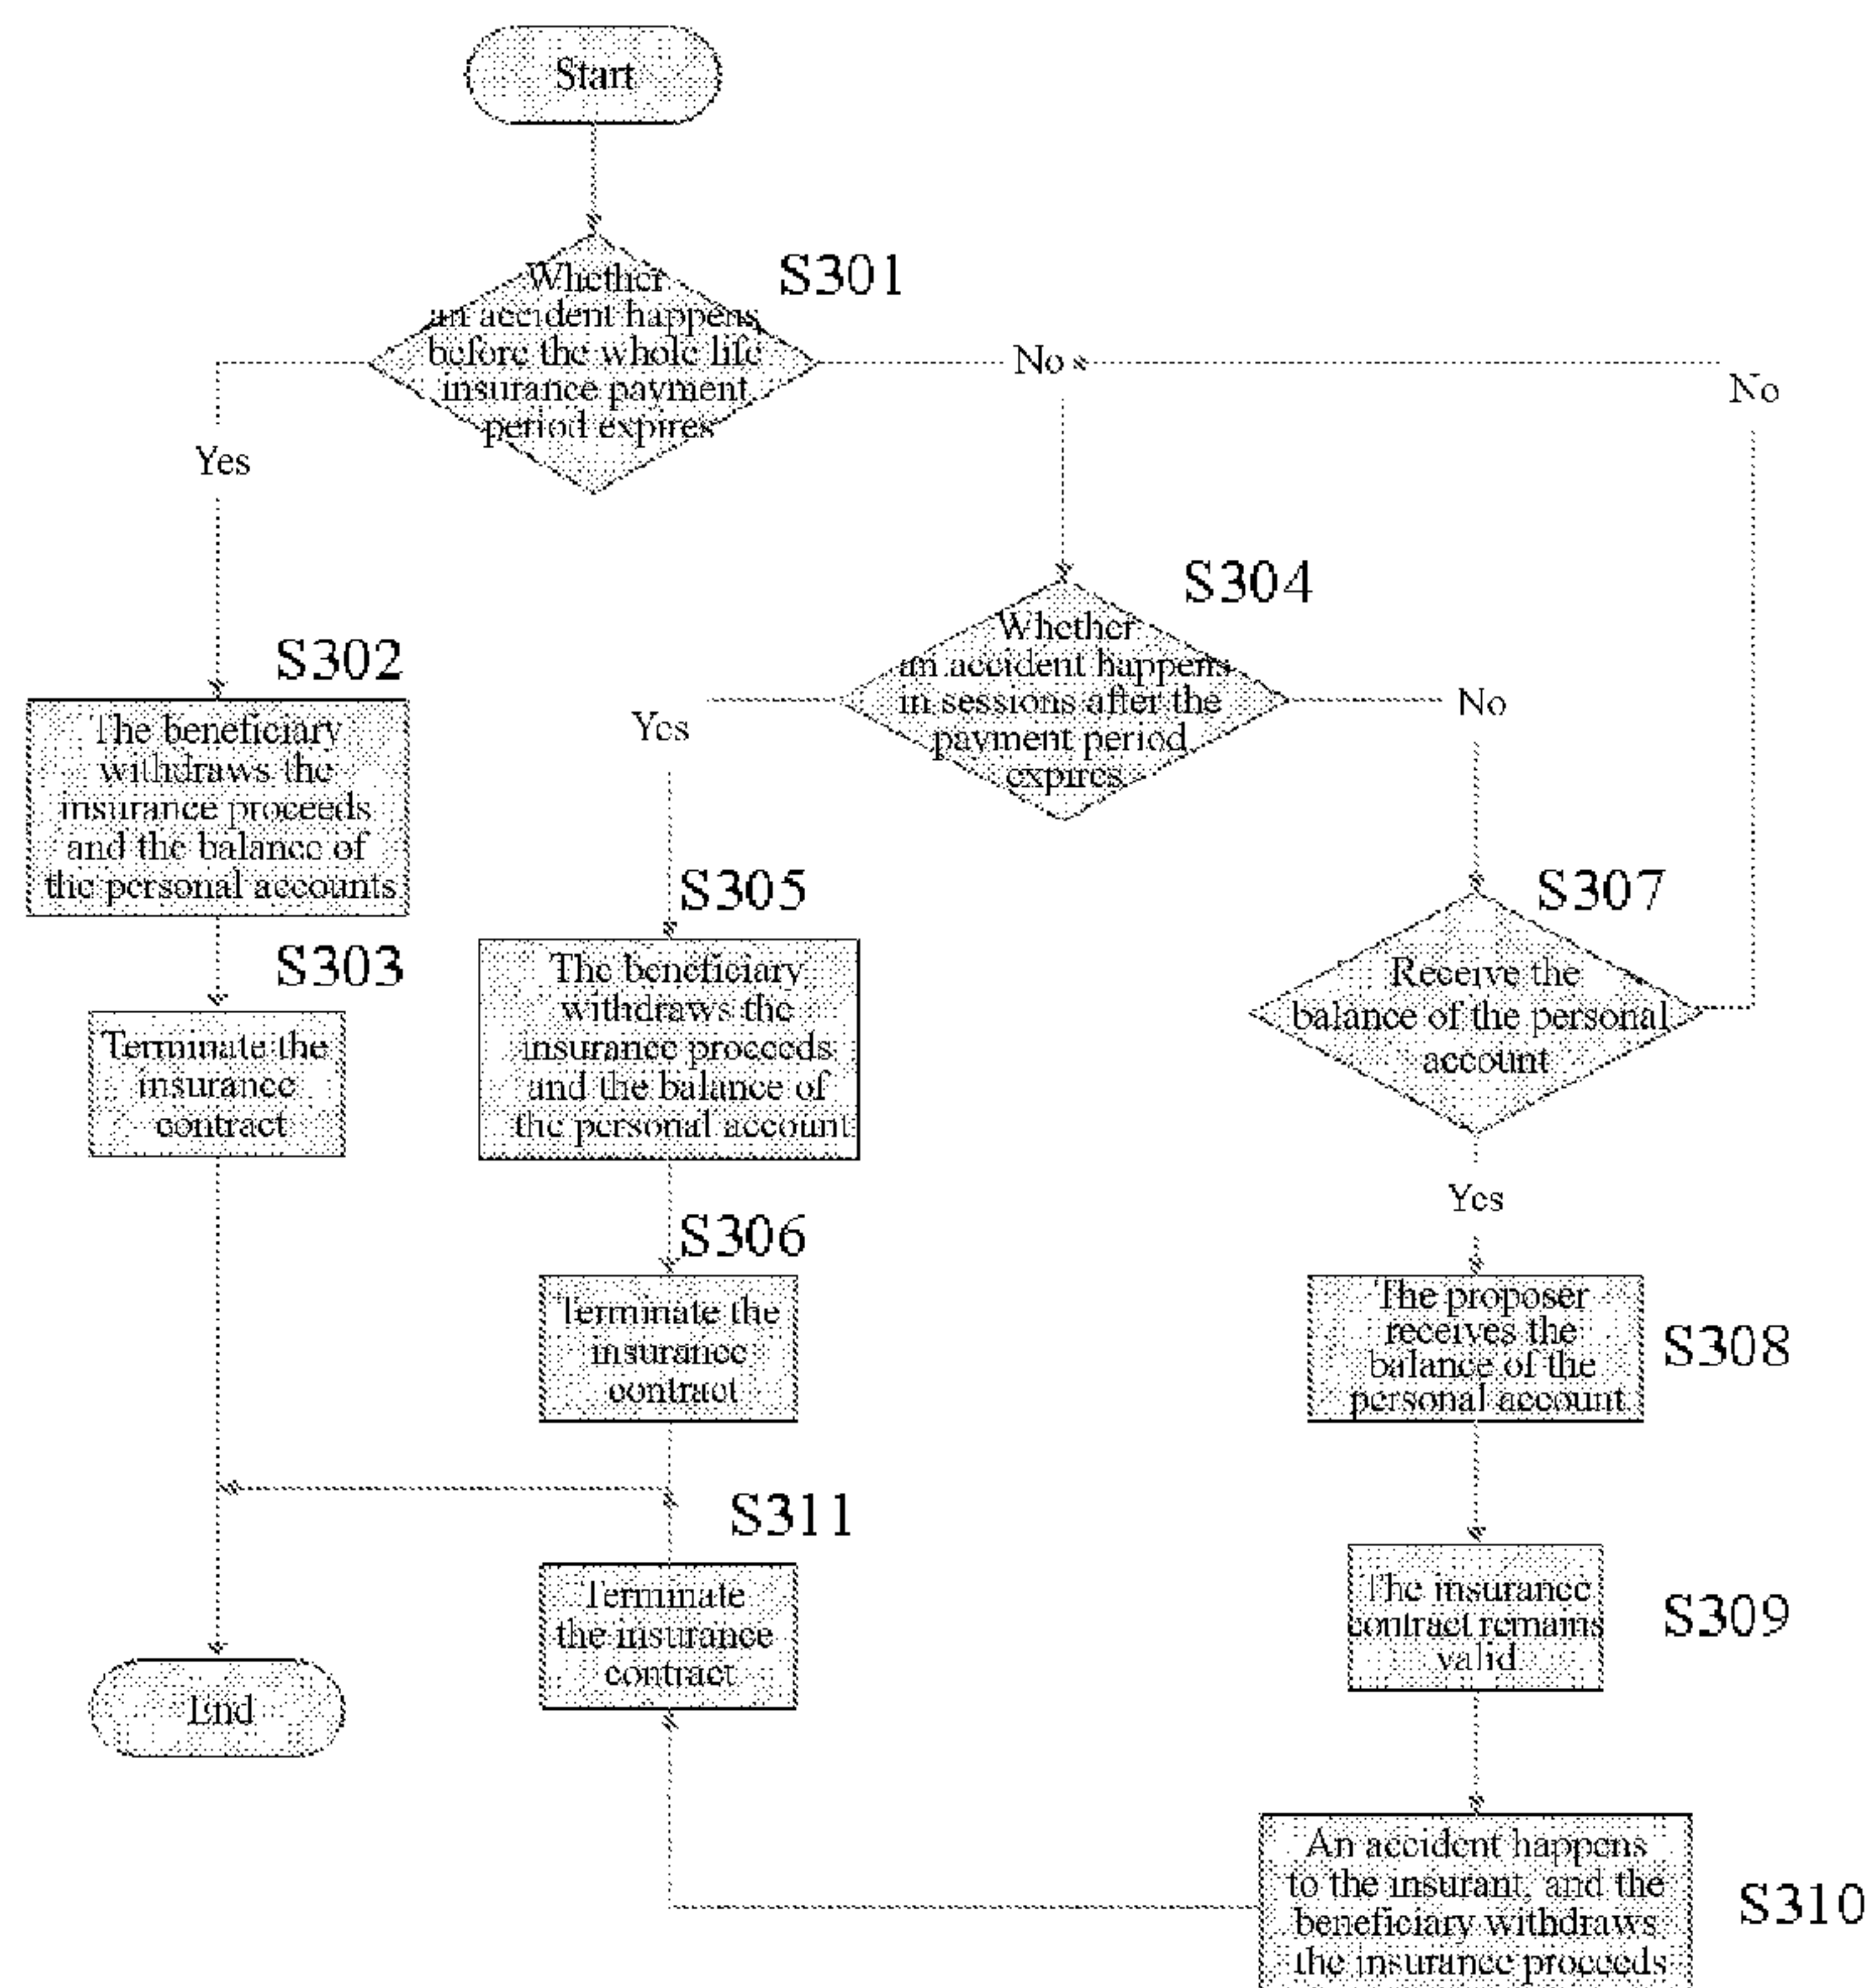 Start
S301
Whether
an accident happens
before the whole life
insurance payment
period expires
No
No
Yes
S304
Whether
an accident happens
in sessions after the
payment period
expires
Yes
No
S302
The beneficiary
withdraws the
insurance proceeds
and the balance of
the personal accounts
S303
Terminate the
insurance
contract
S305
The beneficiary
withdraws the
insurance proceeds
and the balance of
the personal account
S306
Terminate the
insurance
contract
S307
Receive the
balance of the personal
account
Yes
The proposer
receives the
balance of the
personal account
S308
The insurance
contract remains
valid
S309
An accident happens
to the insurant, and the
beneficiary withdraws
the insurance proceeds
S310
S311
Terminate
the insurance
contract
End